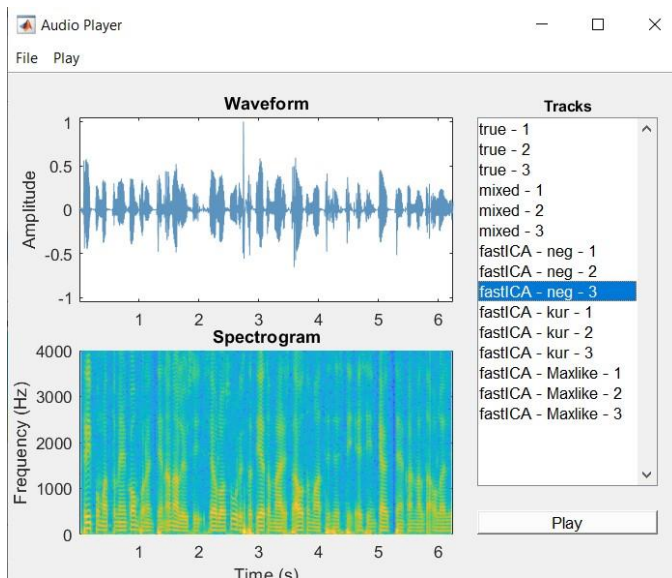 Audio Player
File Play
Waveform
1
0.5
0
-0.5
-1
Amplitude
1 2 3 4 5 6
Spectrogram
4000
3000
2000
1000
0
Frequency (Hz)
1 2 3 4 5 6
Time (s)
Tracks
true - 1
true - 2
true - 3
mixed - 1
mixed - 2
mixed - 3
fastICA - neg - 1
fastICA - neg - 2
fastICA - neg - 3
fastICA - kur - 1
fastICA - kur - 2
fastICA - kur - 3
fastICA - Maxlike - 1
fastICA - Maxlike - 2
fastICA - Maxlike - 3
Play